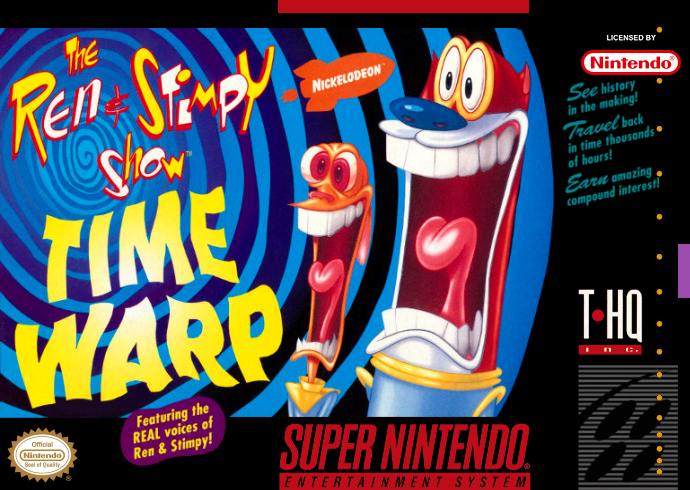 The
Ren & Stimpy
Show™
TIME
WARP
NICKELODEON™
LICENSED BY
Nintendo®
See history
in the making!
Travel back
in time thousands
of hours!
Earn amazing
compound interest!
T·HQ
INC.
Featuring the
REAL voices of
Ren & Stimpy!
Official
Nintendo
Seal of Quality
®
SUPER NINTENDO®
ENTERTAINMENT SYSTEM